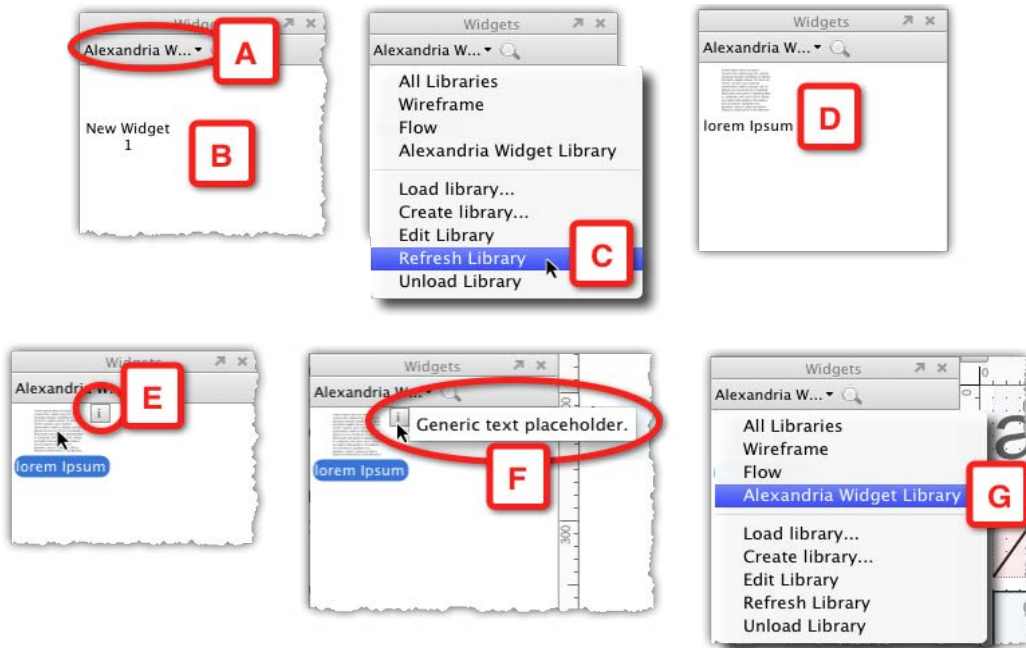 Widgets
Alexandria W...
A
New Widget
1
B
Widgets
Alexandria W...
All Libraries
Wireframe
Flow
Alexandria Widget Library
Load library...
Create library...
Edit Library
Refresh Library
Unload Library
C
Widgets
Alexandria W...
D
lorem Ipsum
Widgets
Alexandria W...
E
i
lorem Ipsum
Widgets
Alexandria W...
i
Generic text placeholder.
lorem Ipsum
F
300
Widgets
0
Alexandria W...
0
All Libraries
Wireframe
Flow
Alexandria Widget Library
G
Load library...
Create library...
Edit Library
Refresh Library
Unload Library
a